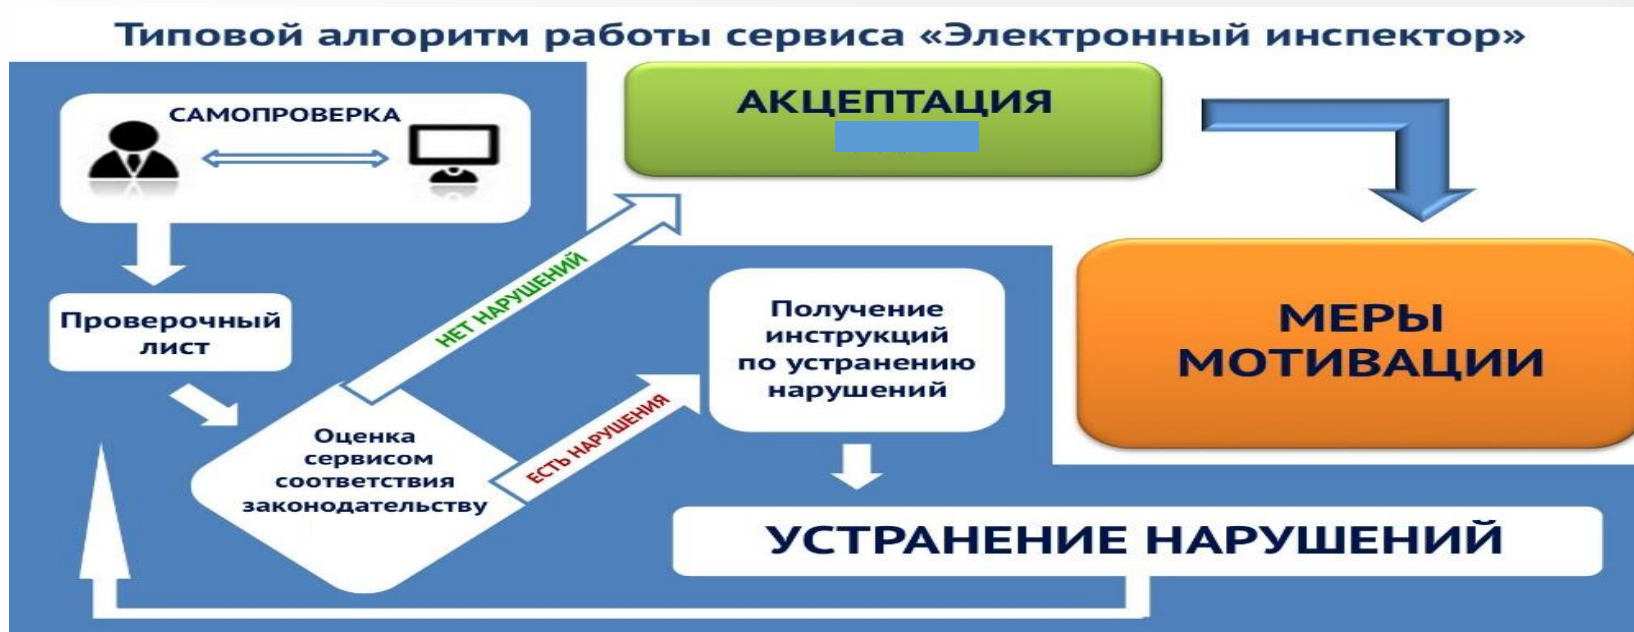 Типовой алгоритм работы сервиса «Электронный инспектор»
САМОПРОВЕРКА
АКЦЕПТАЦИЯ
Проверочный
лист
НЕТ НАРУШЕНИЙ
Оценка
сервисом
соответствия
законодательству
ЕСТЬ НАРУШЕНИЯ
Получение
инструкций
по устранению
нарушений
МЕРЫ
МОТИВАЦИИ
УСТРАНЕНИЕ НАРУШЕНИЙ